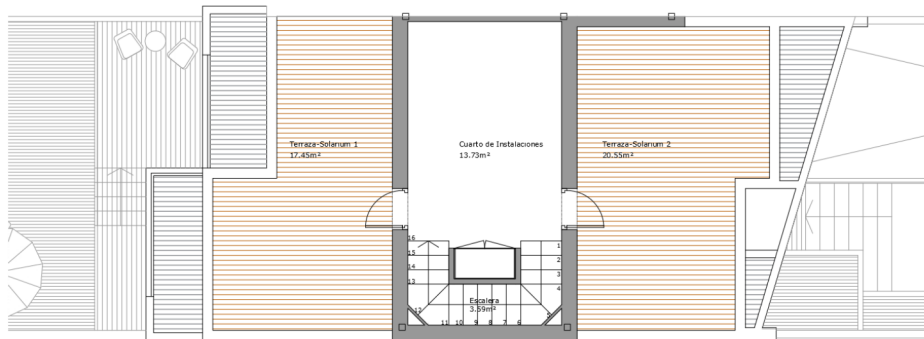 Terraza-Solarium 1
17.45m²
Cuarto de Instalaciones
13.73m²
Terraza-Solarium 2
20.55m²
16
15
14
13
12
11 10 9 8 7 6
5
4
3
2
1
Escalera
3.59m²